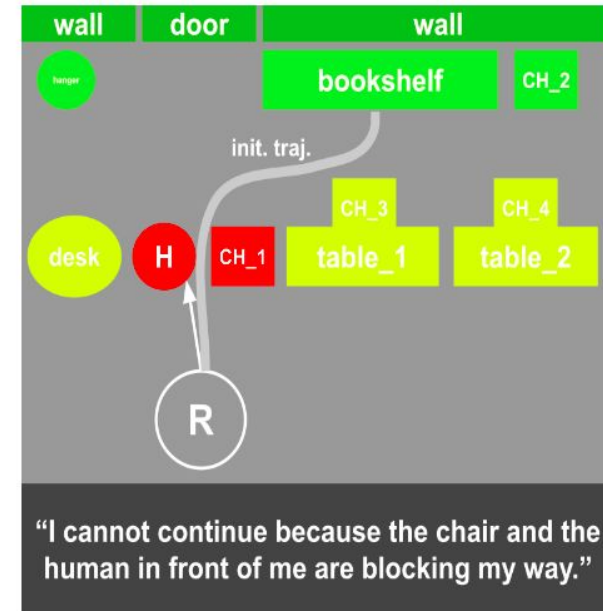 wall door wall
hanger bookshelf CH_2
init. traj.
CH_3 CH_4
desk H CH_1 table_1 table_2
R
“I cannot continue because the chair and the
human in front of me are blocking my way.”